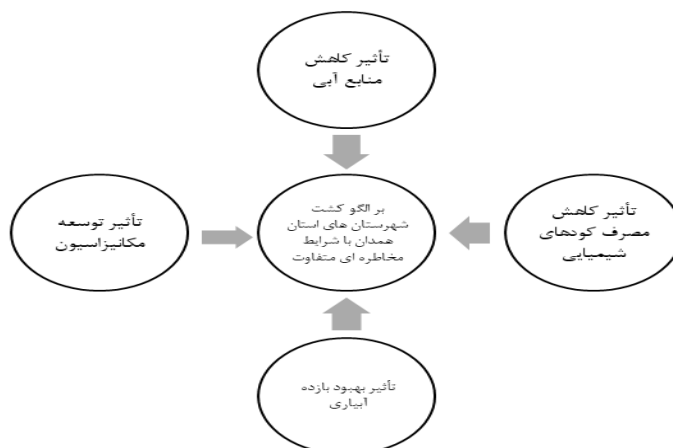 تأثیر کاهش
منابع آبی
تأثیر کاهش
مصرف کودهای
شیمیایی
بر الگو کشت
شهرستان های استان
همدان با شرایط
مخاطره ای متفاوت
تأثیر توسعه
مکانیزاسیون
تأثیر بهبود بازده
آبیاری